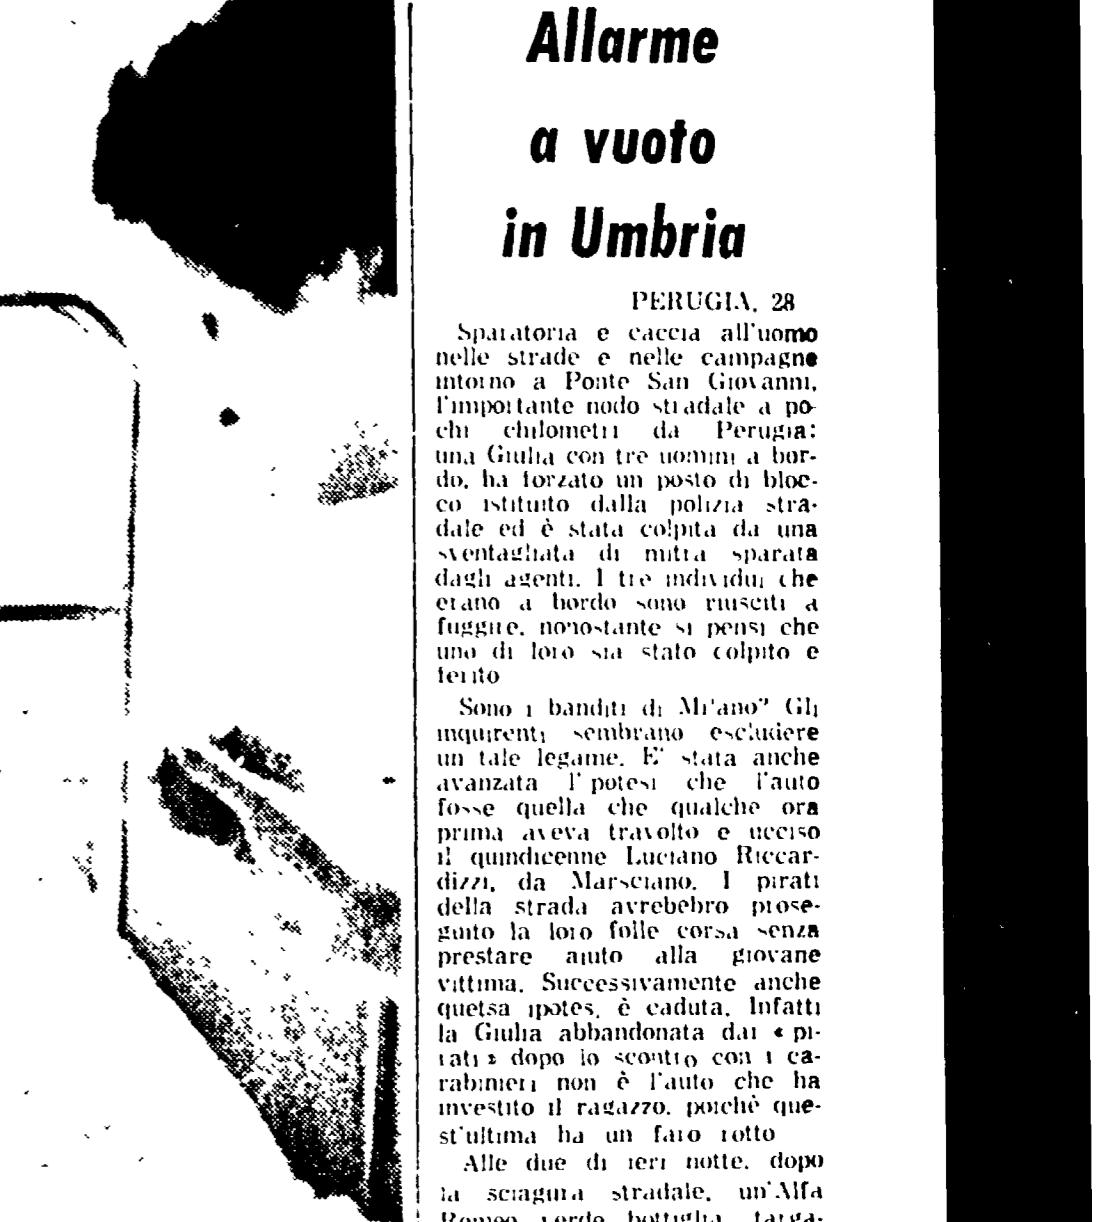 Allarme
a vuoto
in Umbria
PERUGIA, 28
Sparatoria e caccia all'uomo
nelle strade e nelle campagne
intorno a Ponte San Giovanni,
l'importante nodo stradale a po-
chi chilometri da Perugia:
una Giulia con tre uomini a bor-
do, ha forzato un posto di bloc-
co istituito dalla polizia stra-
dale ed è stata colpita da una
sventagliata di mitra sparata
dagli agenti. I tre individui che
erano a bordo sono riusciti a
fuggire, nonostante si pensi che
uno di loro sia stato colpito e
ferito
Sono i banditi di Milano? Gli
inquirenti sembrano escludere
un tale legame. E' stata anche
avanzata l'ipotesi che l'auto
fosse quella che qualche ora
prima aveva travolto e ucciso
il quindicenne Luciano Riccar-
dizzi, da Marsciano. I pirati
della strada avrebebro prose-
guito la loro folle corsa senza
prestare aiuto alla giovane
vittima. Successivamente anche
quetsa ipotes, è caduta. Infatti
la Giulia abbandonata dai « pi-
rati » dopo lo scontro con i ca-
rabinieri non è l'auto che ha
investito il ragazzo, poichè que-
st'ultima ha un faro rotto
Alle due di ieri notte, dopo
la sciagura stradale, un'Alfa
Romeo verde bottiglia, targa-